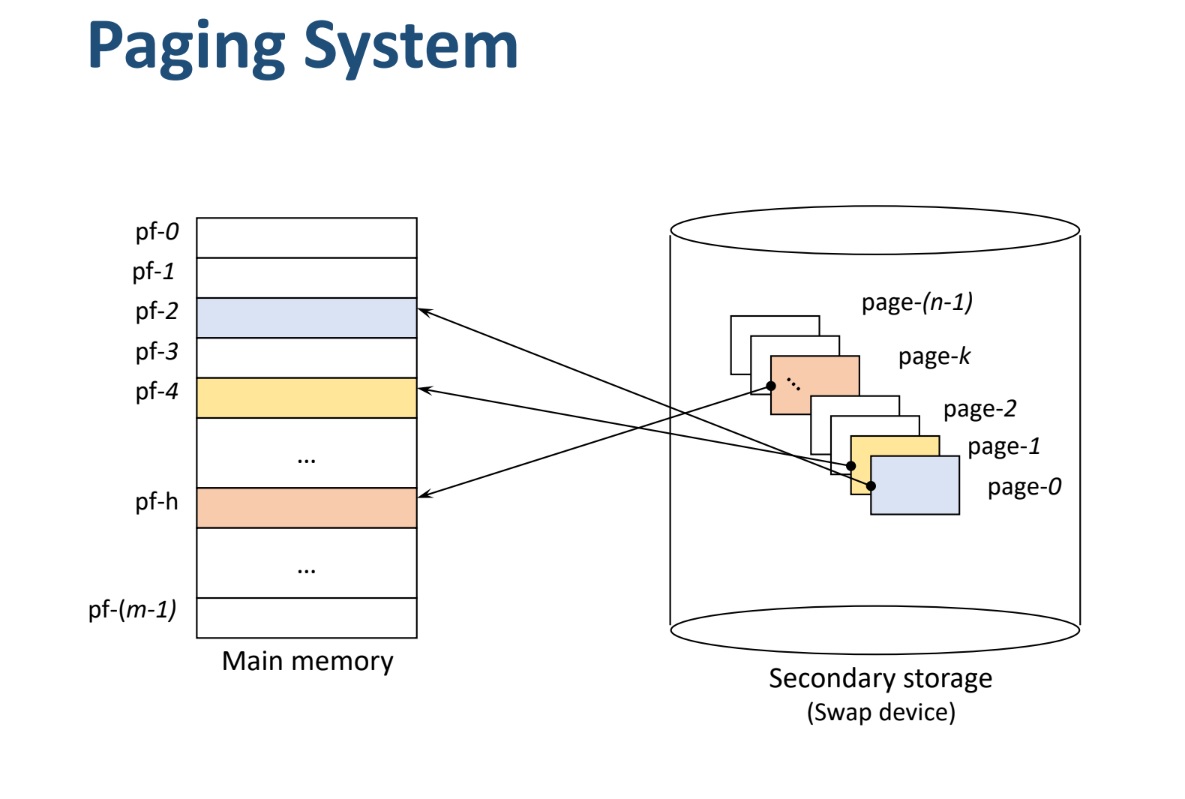 Paging System
pf-0
pf-1
pf-2
pf-3
pf-4
...
pf-h
...
pf-(m-1)
Main memory
page-(n-1)
page-k
...
page-2
page-1
page-0
Secondary storage
(Swap device)